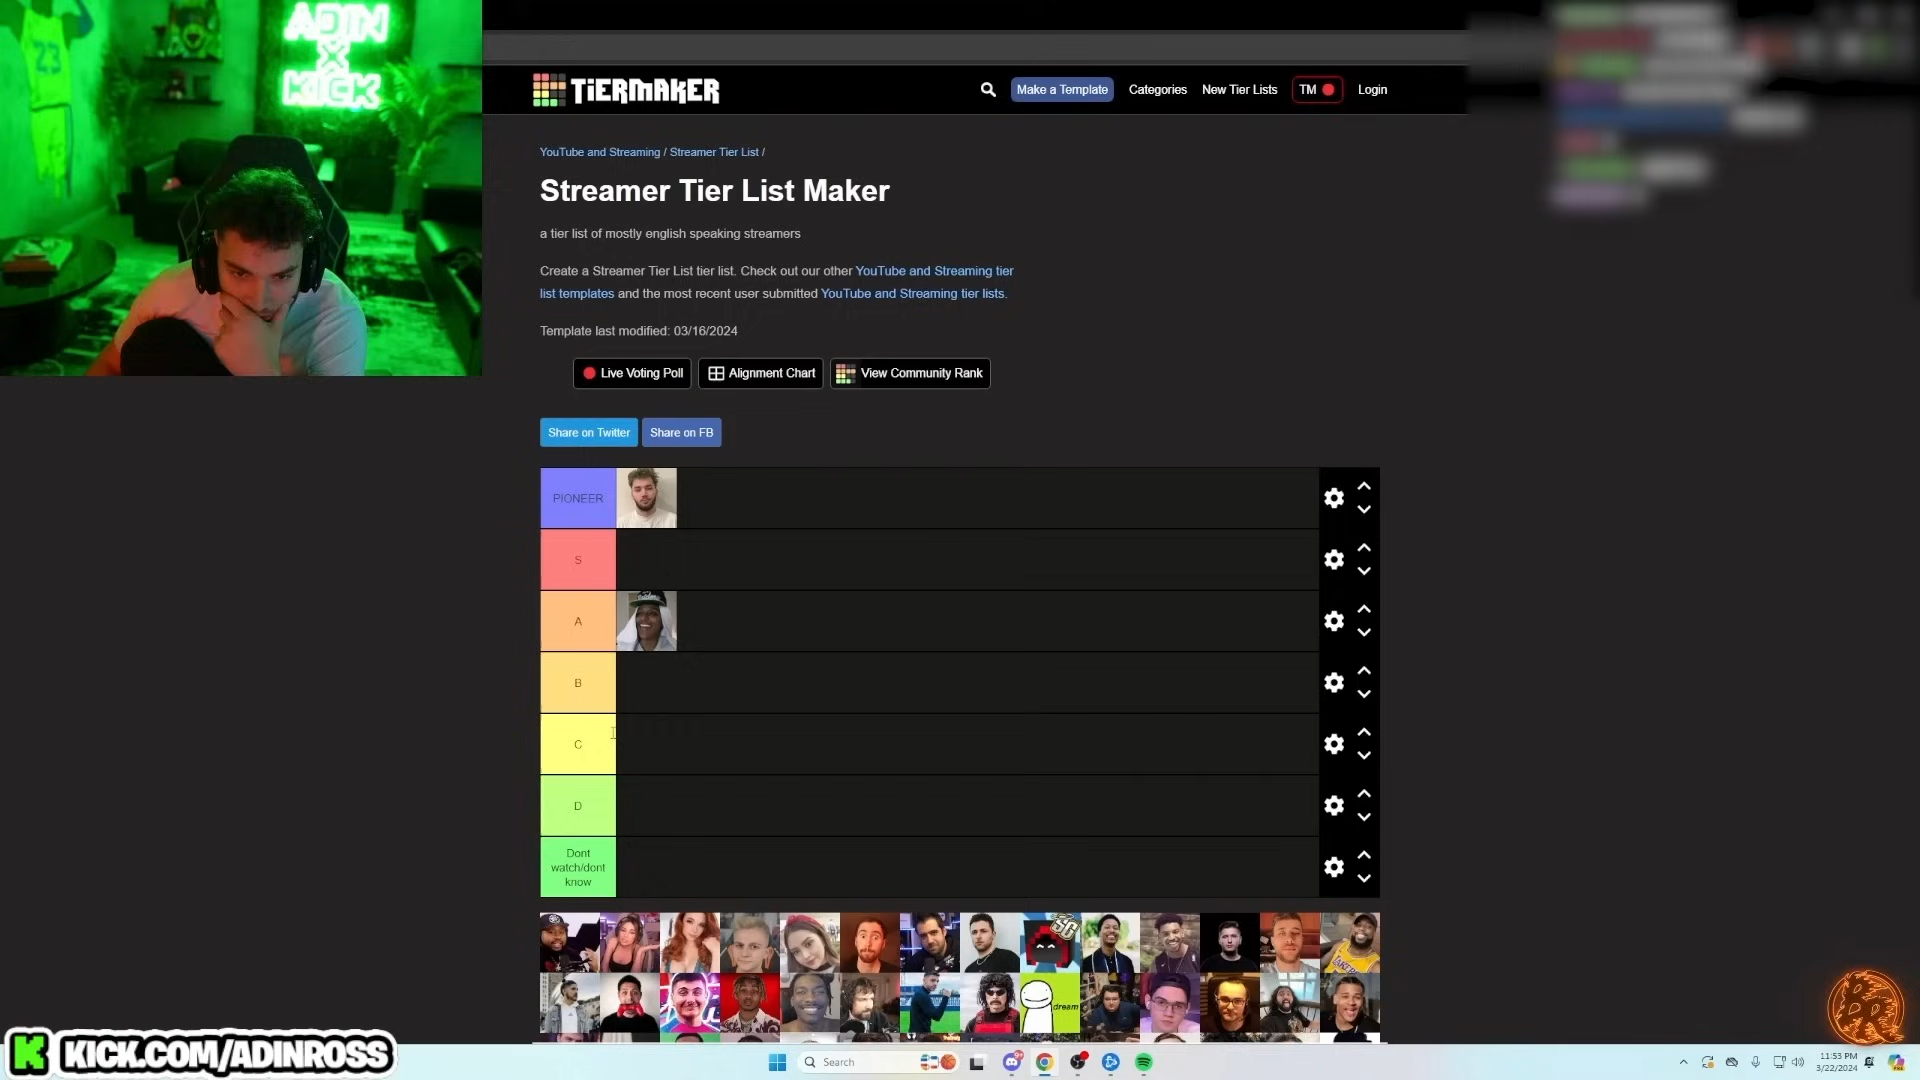 23
ADIN
X
KICK
TiERMAKER
Make a Template
Categories
New Tier Lists
TM
Login
YouTube and Streaming / Streamer Tier List /
Streamer Tier List Maker
a tier list of mostly english speaking streamers
Create a Streamer Tier List tier list. Check out our other YouTube and Streaming tier
list templates and the most recent user submitted YouTube and Streaming tier lists.
Template last modified: 03/16/2024
Live Voting Poll
Alignment Chart
View Community Rank
Share on Twitter
Share on FB
PIONEER
S
A
B
C
D
Dont
watch/dont
know
SG
LAKERS
dream
K KICK.COM/ADINROSS
Search
11:53 PM
3/22/2024